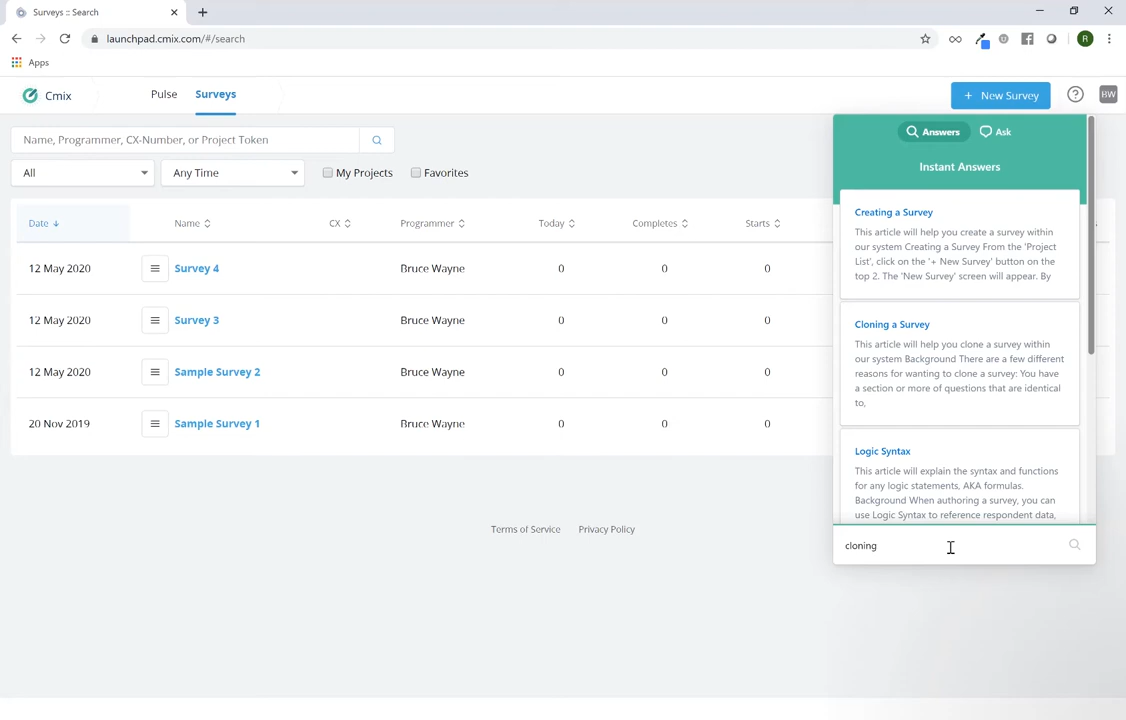 Surveys :: Search
launchpad.cmix.com/#/search
R
Apps
Cmix
Pulse
Surveys
+ New Survey
?
BW
Name, Programmer, CX-Number, or Project Token
All
Any Time
My Projects
Favorites
Date
Name
CX
Programmer
Today
Completes
Starts
12 May 2020
Survey 4
Bruce Wayne
0
0
0
12 May 2020
Survey 3
Bruce Wayne
0
0
0
12 May 2020
Sample Survey 2
Bruce Wayne
0
0
0
20 Nov 2019
Sample Survey 1
Bruce Wayne
0
0
0
Terms of Service
Privacy Policy
Answers
Ask
Instant Answers
Creating a Survey
This article will help you create a survey within
our system Creating a Survey From the 'Project
List', click on the '+ New Survey' button on the
top 2. The 'New Survey' screen will appear. By
Cloning a Survey
This article will help you clone a survey within
our system Background There are a few different
reasons for wanting to clone a survey: You have
a section or more of questions that are identical
to,
Logic Syntax
This article will explain the syntax and functions
for any logic statements, AKA formulas.
Background When authoring a survey, you can
use Logic Syntax to reference respondent data,
cloning